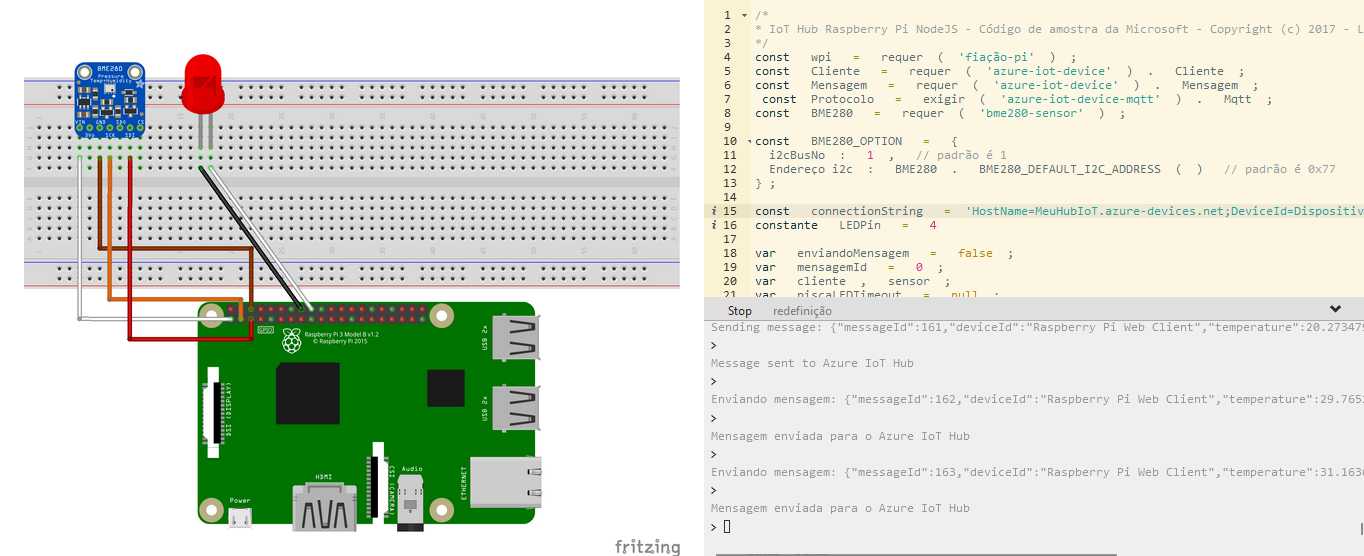 BME280
Pressure
Temp+Humidity
VIN GND SDO CS
3Vo SCK SDI
GPIO
Raspberry Pi 3 Model B v1.2
© Raspberry Pi 2015
USB 2x
USB 2x
DSI (DISPLAY)
CSI (CAMERA)
HDMI
Audio
ETHERNET
Power
fritzing
1 /*
2 * IoT Hub Raspberry Pi NodeJS - Código de amostra da Microsoft - Copyright (c) 2017 - L
3 */
4 const wpi = requer ( 'fiação-pi' ) ;
5 const Cliente = requer ( 'azure-iot-device' ) . Cliente ;
6 const Mensagem = requer ( 'azure-iot-device' ) . Mensagem ;
7 const Protocolo = exigir ( 'azure-iot-device-mqtt' ) . Mqtt ;
8 const BME280 = requer ( 'bme280-sensor' ) ;
9
10 const BME280_OPTION = {
11 i2cBusNo : 1 , // padrão é 1
12 Endereço i2c : BME280 . BME280_DEFAULT_I2C_ADDRESS ( ) // padrão é 0x77
13 } ;
14
15 const connectionString = 'HostName=MeuHubIoT.azure-devices.net;DeviceId=Dispositiv
16 constante LEDPin = 4
17
18 var enviandoMensagem = false ;
19 var mensagemId = 0 ;
20 var cliente , sensor ;
21 var piscaLEDTimeout = null ;
Stop redefinição
Sending message: {"messageId":161,"deviceId":"Raspberry Pi Web Client","temperature":20.273479
>
Message sent to Azure IoT Hub
>
Enviando mensagem: {"messageId":162,"deviceId":"Raspberry Pi Web Client","temperature":29.765
>
Mensagem enviada para o Azure IoT Hub
>
Enviando mensagem: {"messageId":163,"deviceId":"Raspberry Pi Web Client","temperature":31.163
>
Mensagem enviada para o Azure IoT Hub
>